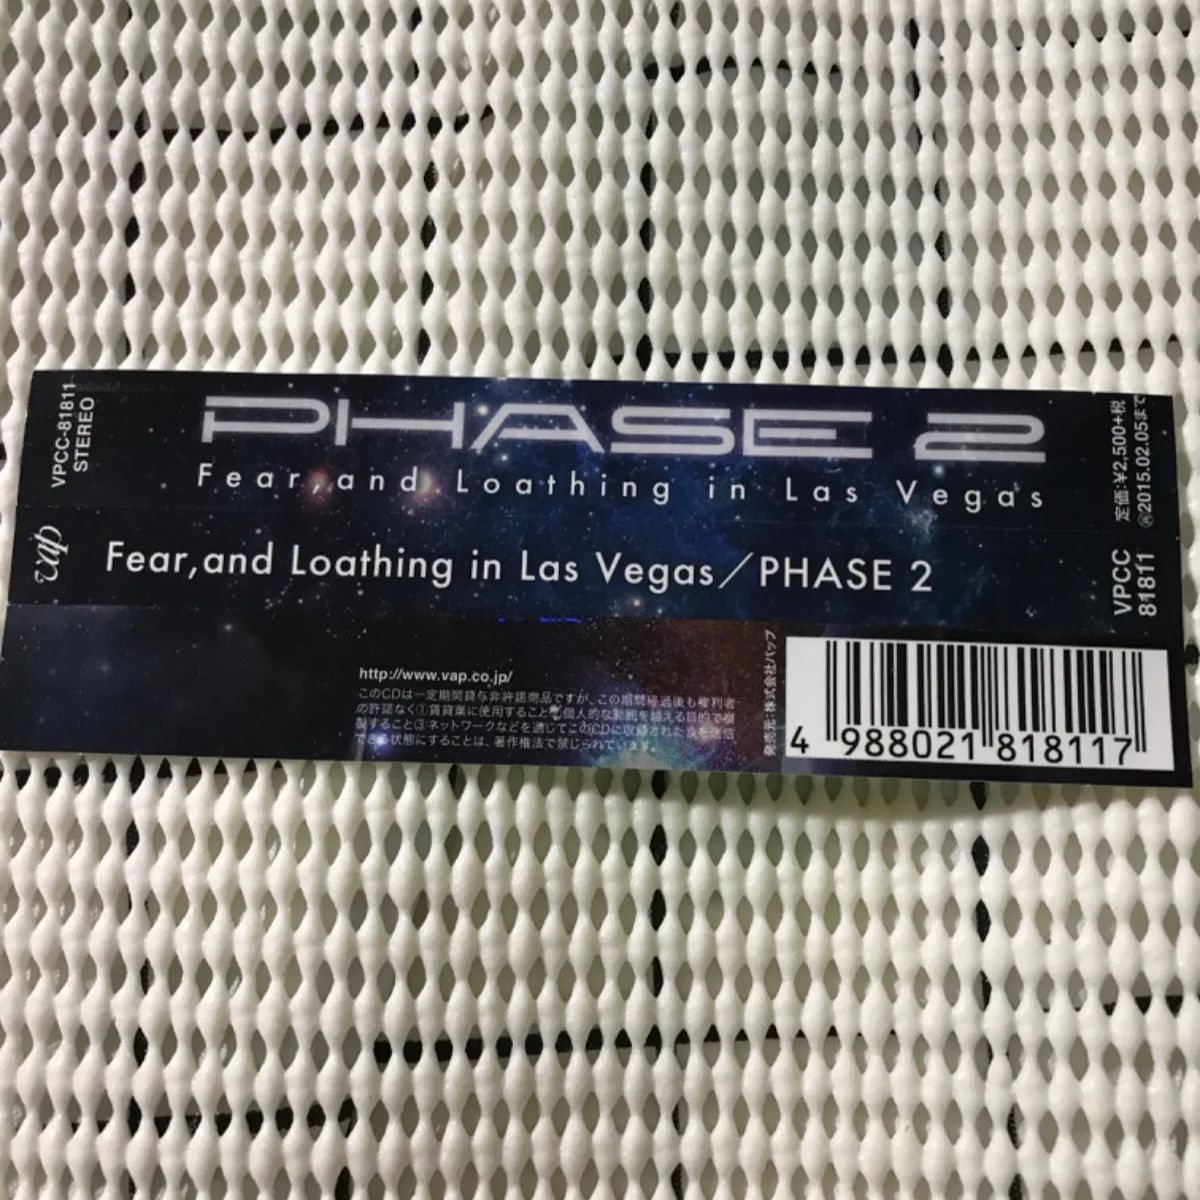 VPCC-81811
STEREO
PHASE 2
Fear,and Loathing in Las Vegas
定価:¥2,500+税
Ⓡ2015.02.05まで
vap
Fear,and Loathing in Las Vegas／PHASE 2
VPCC
81811
http://www.vap.co.jp/
このCDは一定期間貸与非許諾商品ですが、この期間経過後も権利者
の許諾なく①賃貸業に使用すること②個人的な範囲を越える目的で複
製すること③ネットワークなどを通じてこのCDに収録された音を送信
できる状態にすることは、著作権法で禁じられています。
発売元:株式会社バップ
4 988021 818117